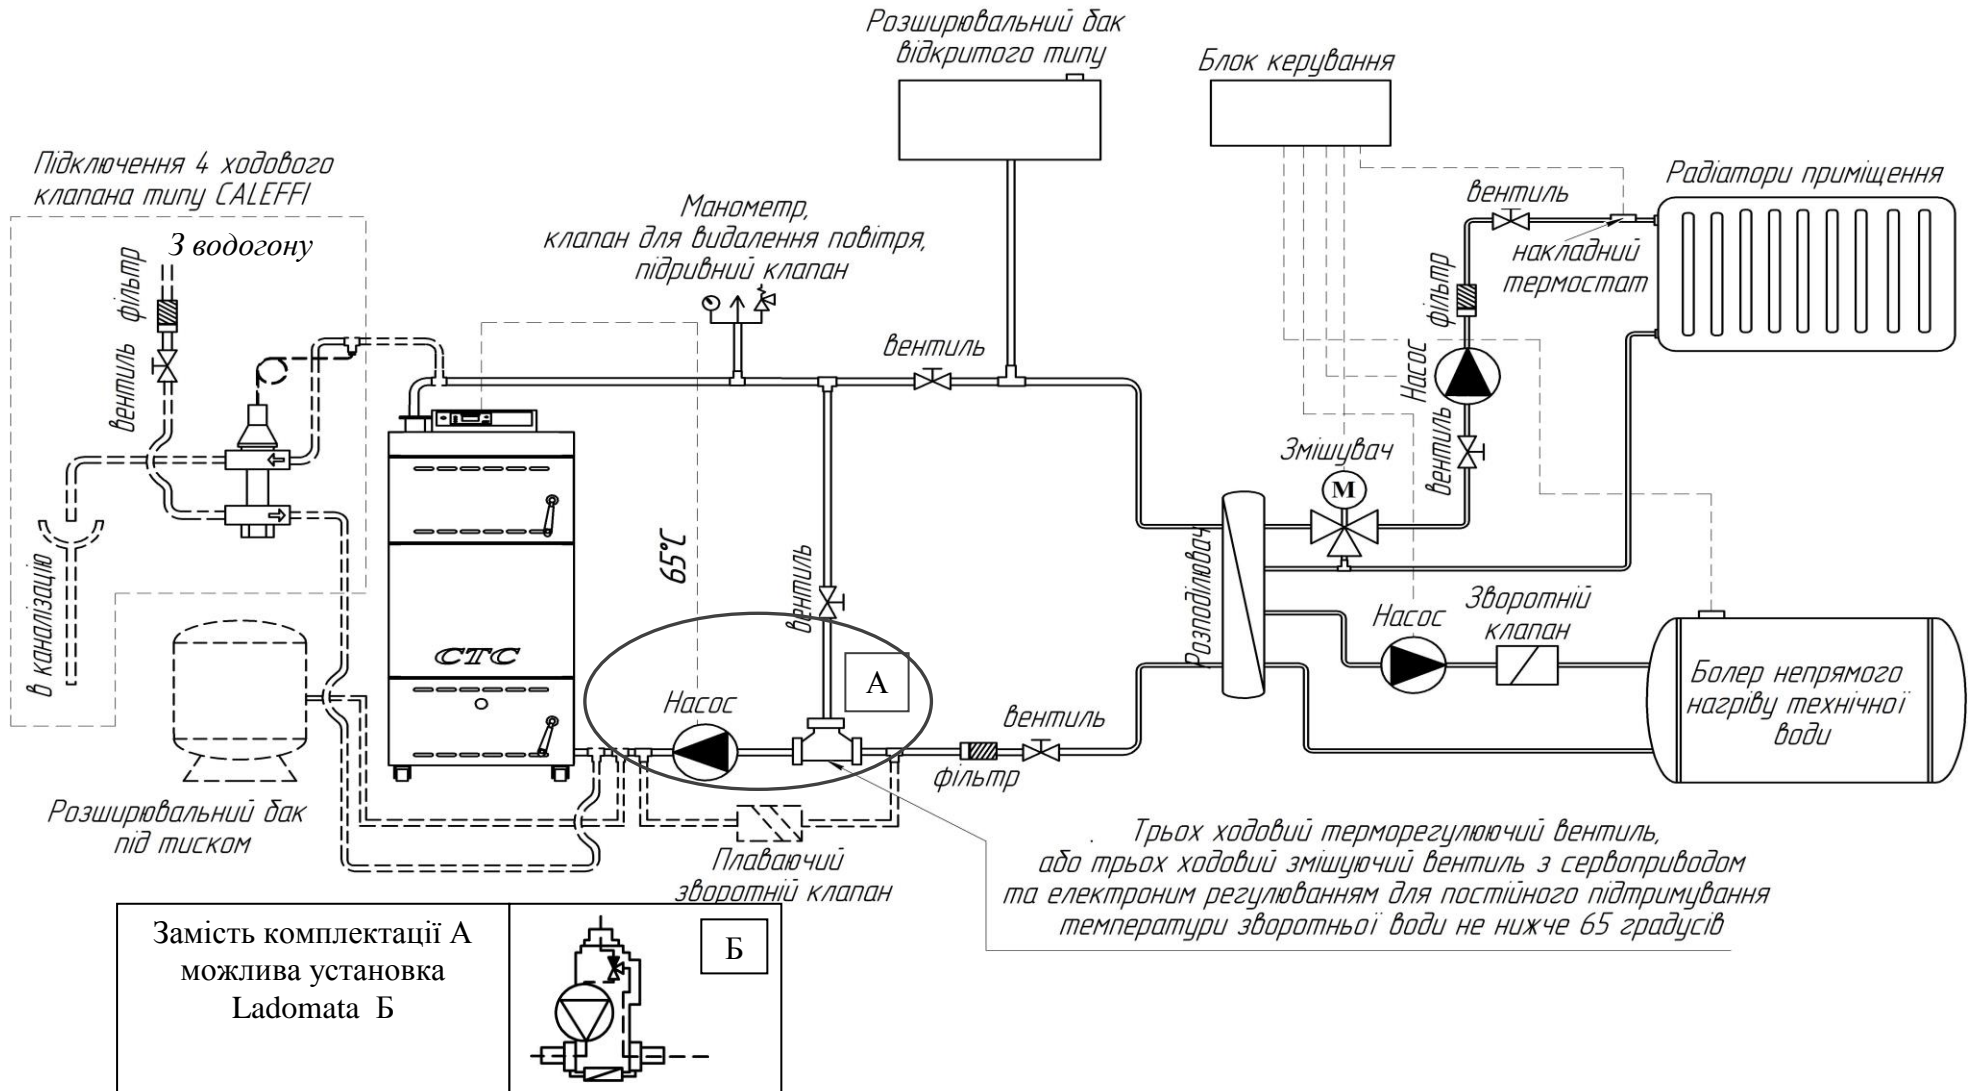 Розширювальний бак
відкритого типу
Блок керування
Підключення 4 ходового
клапана типу CALEFFI
З водогону
фільтр
вентиль
в каналізацію
Манометр,
клапан для видалення повітря,
підривний клапан
вентиль
вентиль
Радіатори приміщення
накладний
термостат
фільтр
Насос
вентиль
Змішувач
M
65°C
вентиль
Розподілювач
Насос
Зворотній
клапан
Болер непрямого
нагріву технічної
води
CTC
А
Насос
вентиль
фільтр
Розширювальний бак
під тиском
Плаваючий
зворотній клапан
Трьох ходовий терморегулюючий вентиль,
або трьох ходовий змішуючий вентиль з сервоприводом
та електроним регулюванням для постійного підтримування
температури зворотньої води не нижче 65 градусів
Замість комплектації А
можлива установка
Ladomata Б
Б